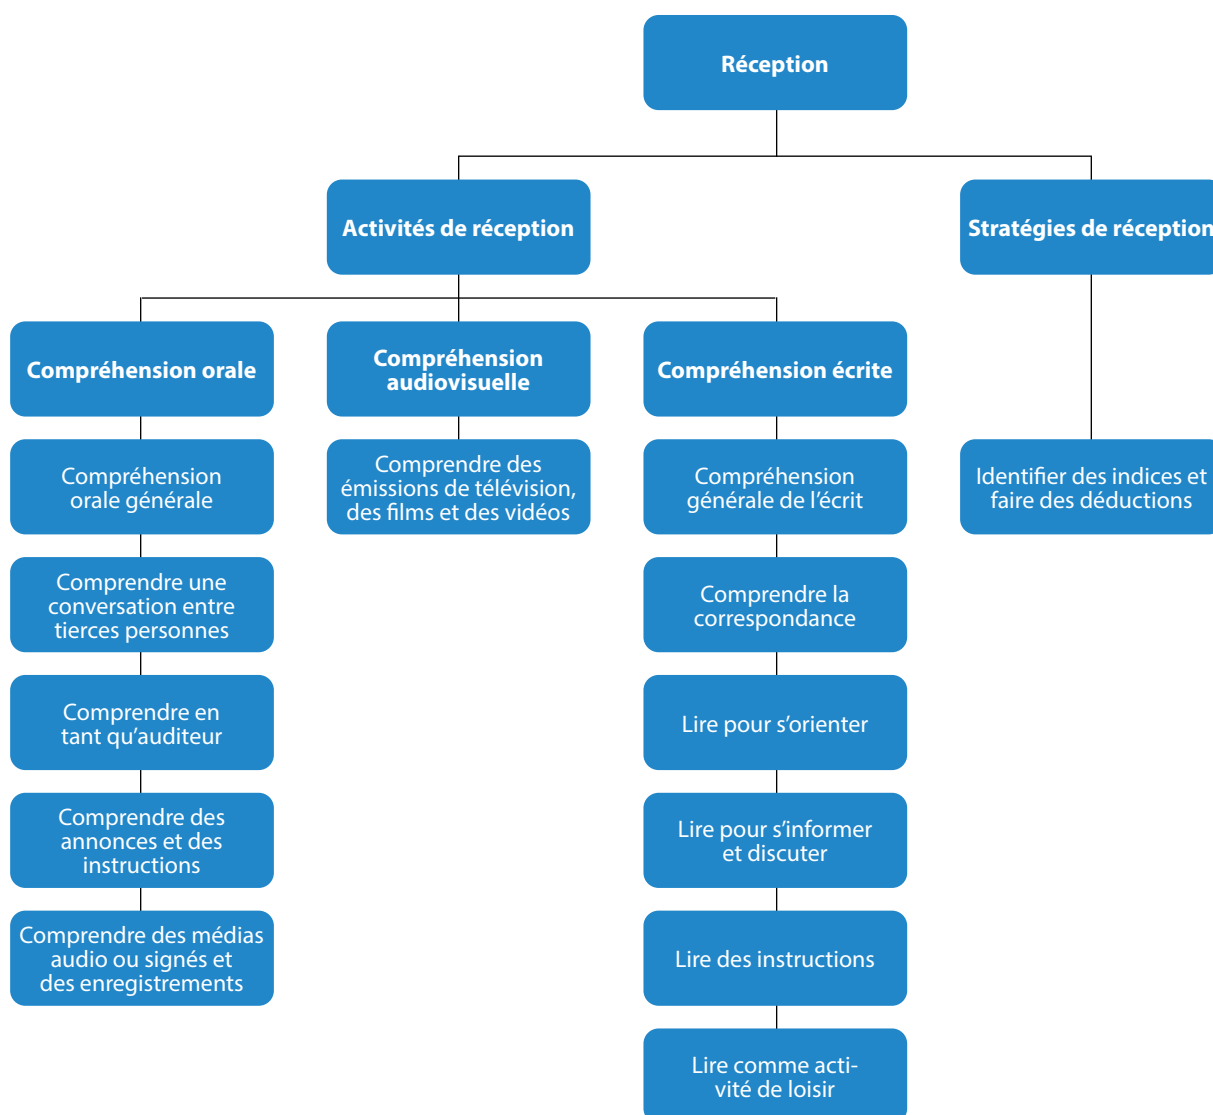 Réception
Activités de réception
Stratégies de réception
Compréhension orale
Compréhension
audiovisuelle
Compréhension écrite
Compréhension
orale générale
Comprendre des
émissions de télévision,
des films et des vidéos
Compréhension
générale de l’écrit
Identifier des indices et
faire des déductions
Comprendre une
conversation entre
tierces personnes
Comprendre la
correspondance
Comprendre en
tant qu’auditeur
Lire pour s’orienter
Comprendre des
annonces et des
instructions
Lire pour s’informer
et discuter
Comprendre des médias
audio ou signés et
des enregistrements
Lire des instructions
Lire comme acti-
vité de loisir